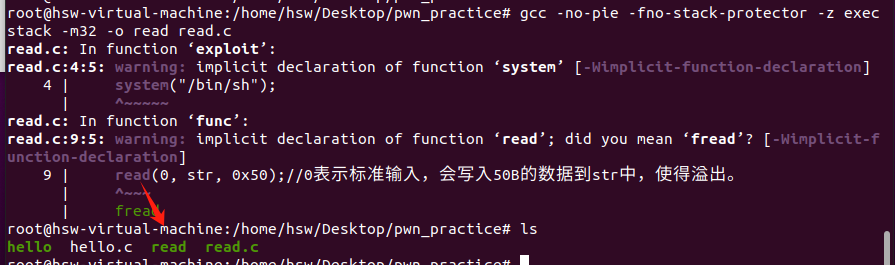 root@hsw-virtual-machine:/home/hsw/Desktop/pwn_practice# gcc -no-pie -fno-stack-protector -z exec
stack -m32 -o read read.c
read.c: In function ‘exploit’:
read.c:4:5: warning: implicit declaration of function ‘system’ [-Wimplicit-function-declaration]
    4 |     system("/bin/sh");
      |     ^~~~~~
read.c: In function ‘func’:
read.c:9:5: warning: implicit declaration of function ‘read’; did you mean ‘fread’? [-Wimplicit-f
unction-declaration]
    9 |     read(0, str, 0x50);//0表示标准输入，会写入50B的数据到str中，使得溢出。
      |     ^~~~
      |     fread
root@hsw-virtual-machine:/home/hsw/Desktop/pwn_practice# ls
hello  hello.c  read  read.c
root@hsw-virtual-machine:/home/hsw/Desktop/pwn_practice#